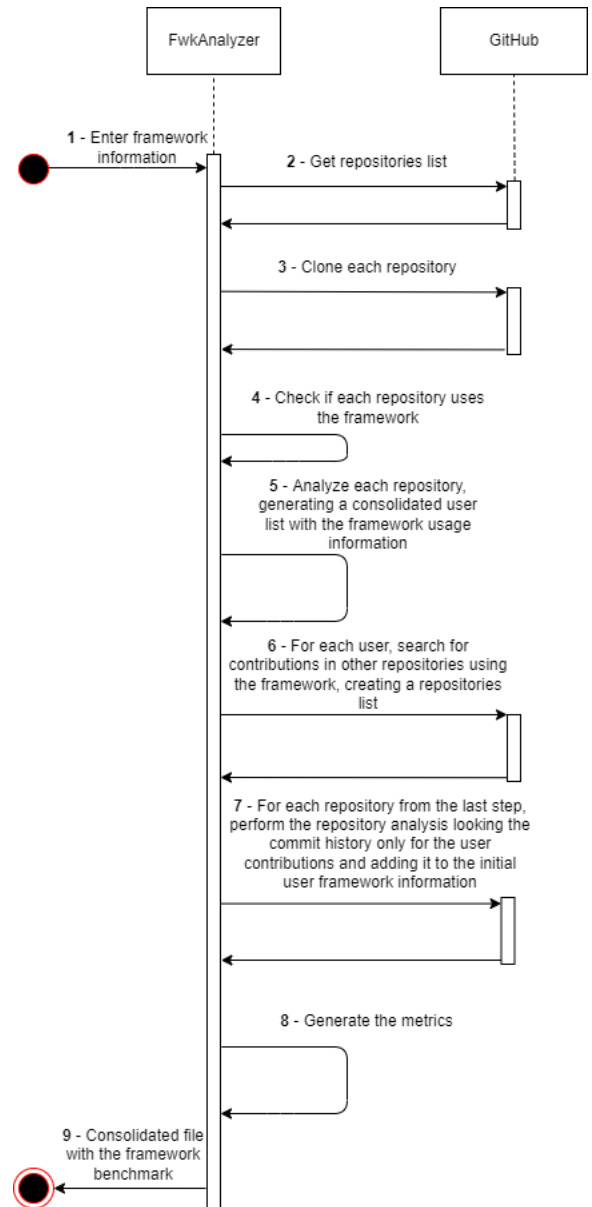 FwkAnalyzer
GitHub
1 - Enter framework
information
2 - Get repositories list
3 - Clone each repository
4 - Check if each repository uses
the framework
5 - Analyze each repository,
generating a consolidated user
list with the framework usage
information
6 - For each user, search for
contributions in other repositories using
the framework, creating a repositories
list
7 - For each repository from the last step,
perform the repository analysis looking the
commit history only for the user
contributions and adding it to the initial
user framework information
8 - Generate the metrics
9 - Consolidated file
with the framework
benchmark